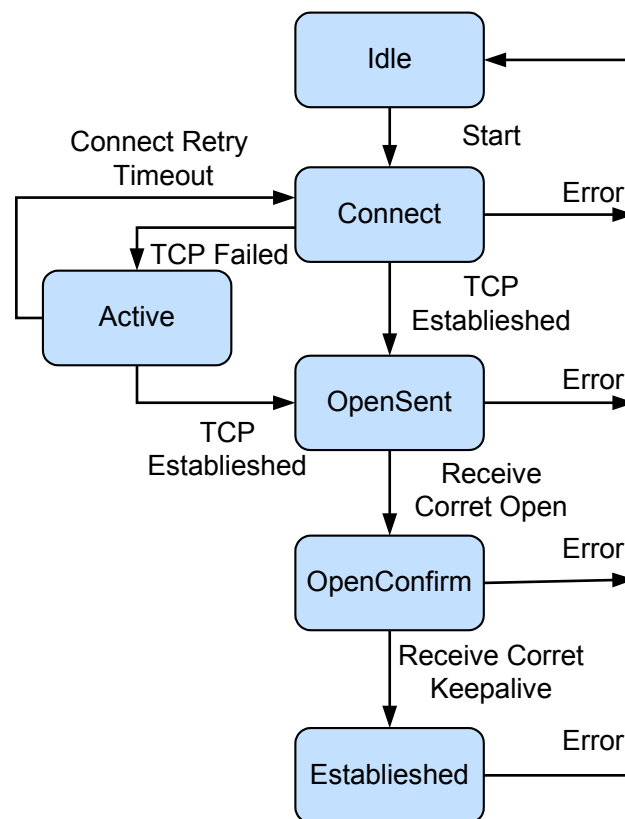 Idle
Start
Connect Retry
Timeout
Connect
Error
TCP Failed
Active
TCP
Establieshed
OpenSent
Error
TCP
Establieshed
Receive
Corret Open
OpenConfirm
Error
Receive Corret
Keepalive
Establieshed
Error